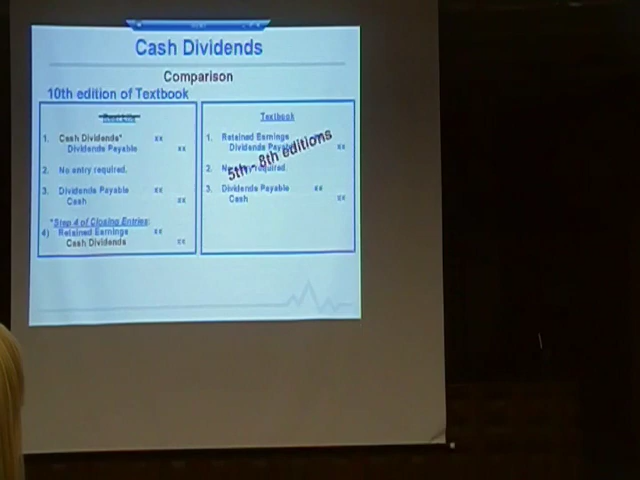 Cash Dividends
Comparison
10th edition of Textbook
1. Cash Dividends* xx
Dividends Payable xx
2. No entry required.
3. Dividends Payable xx
Cash xx
*Step 4 of Closing Entries:
4) Retained Earnings xx
Cash Dividends xx
Textbook
1. Retained Earnings
Dividends Payable xx
2. No entry required.
3. Dividends Payable xx
Cash xx
5th - 8th editions